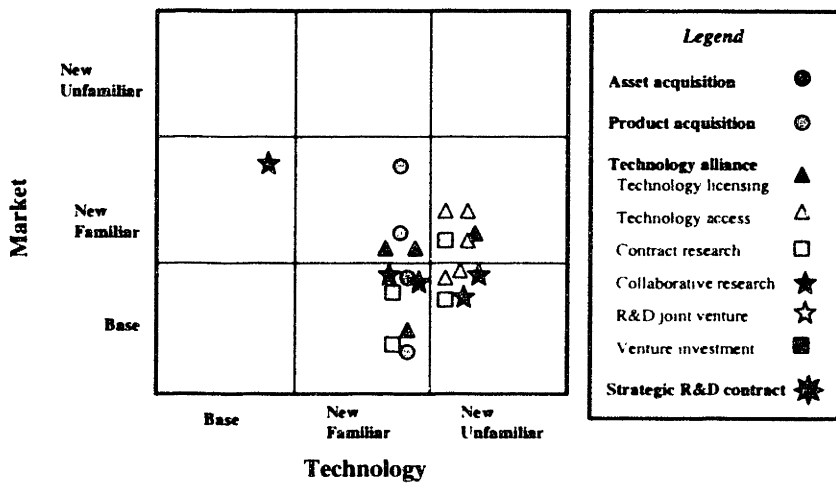 Legend
New
Unfamiliar
Asset acquisition
Product acquisition
Technology alliance
Technology licensing
Market
New
Familiar
Technology access
Contract research
Collaborative research
Base
R&D joint venture
Venture investment
Strategic R&D contract
Base
New
Familiar
New
Unfamiliar
Technology